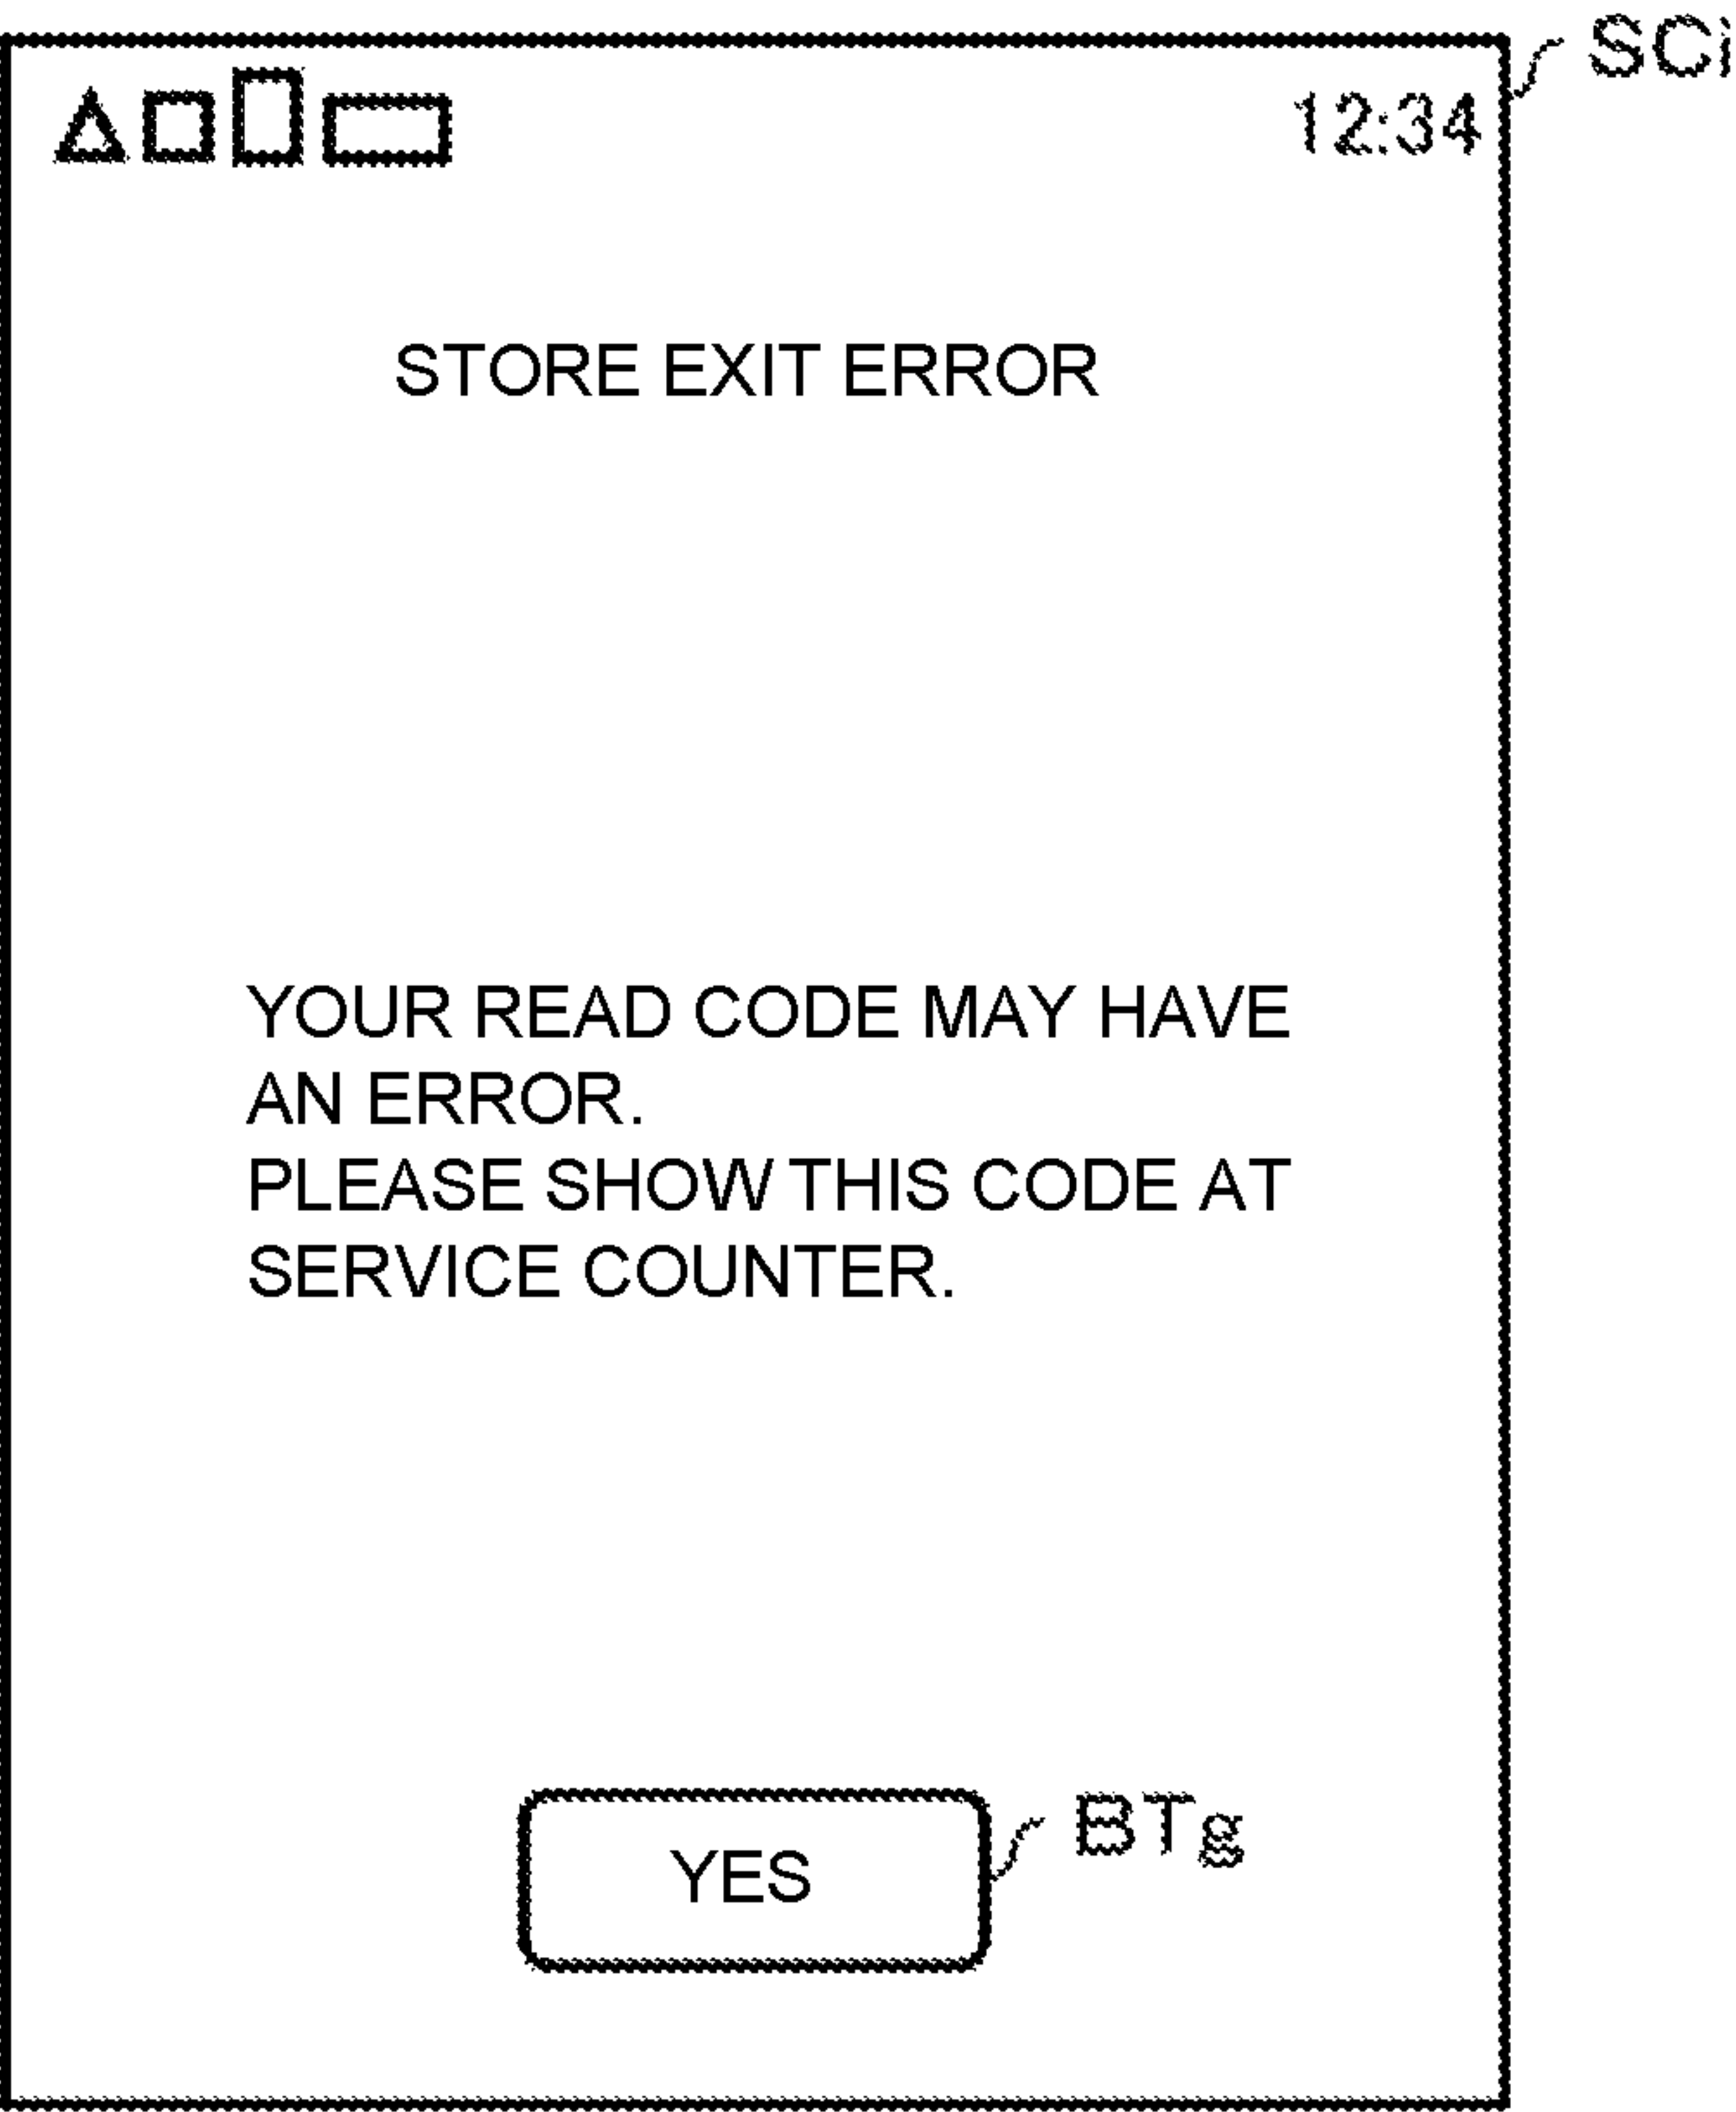 SCi
12:34
STORE EXIT ERROR
YOUR READ CODE MAY HAVE
AN ERROR.
PLEASE SHOW THIS CODE AT
SERVICE COUNTER.
YES
BTg